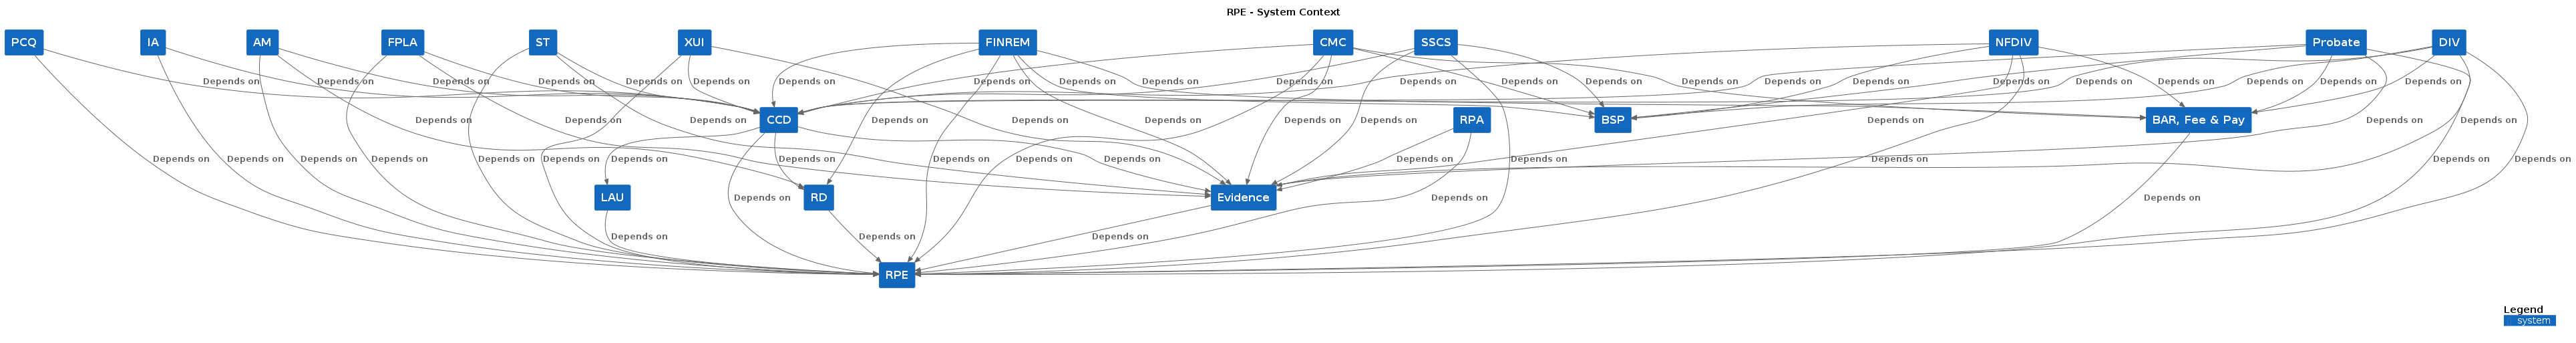 RPE - System Context
PCQ IA AM FPLA ST XUI FINREM CMC SSCS NFDIV Probate DIV
Depends on Depends on Depends on Depends on Depends on Depends on Depends on Depends on Depends on Depends on Depends on Depends on Depends on Depends on Depends on Depends on Depends on Depends on Depends on Depends on
Depends on Depends on Depends on CCD Depends on Depends on Depends on Depends on Depends on RPA BSP Depends on BAR, Fee & Pay Depends on Depends on
Depends on Depends on Depends on Depends on Depends on Depends on Depends on Depends on Depends on Depends on Depends on Depends on Depends on Depends on Depends on Depends on
LAU Depends on RD Evidence Depends on Depends on
Depends on Depends on Depends on
RPE
Legend
system